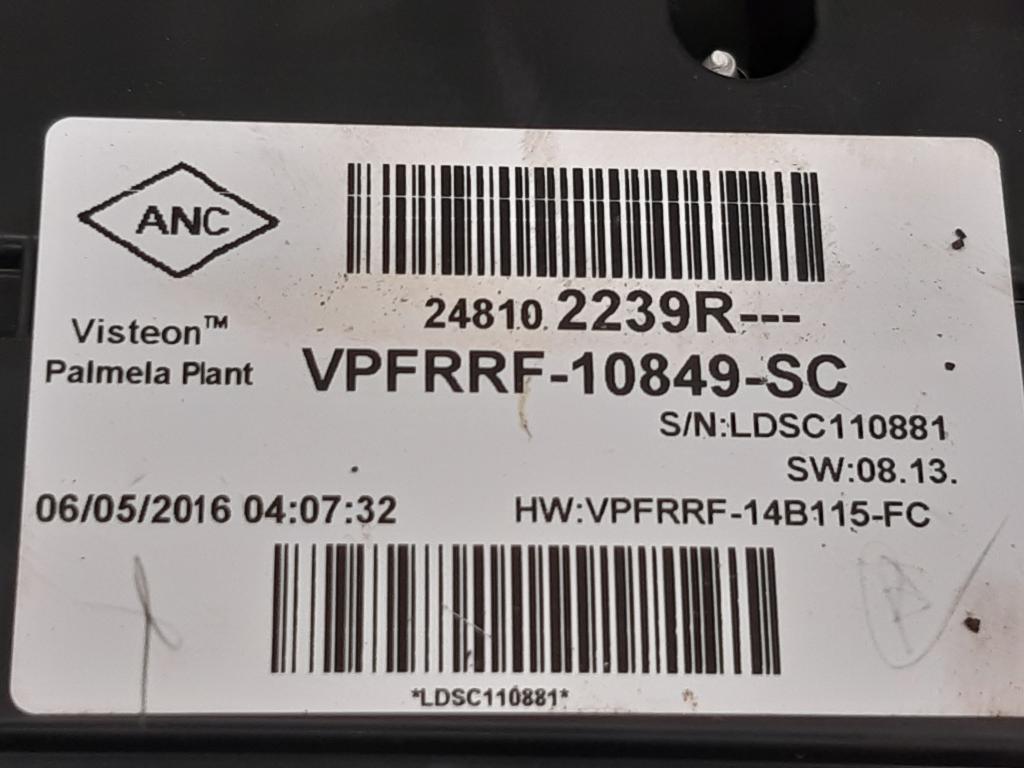 ANC
24810 2239R---
Visteon™
Palmela Plant
VPFRRF-10849-SC
S/N:LDSC110881
SW:08.13.
06/05/2016 04:07:32
HW:VPFRRF-14B115-FC
*LDSC110881*